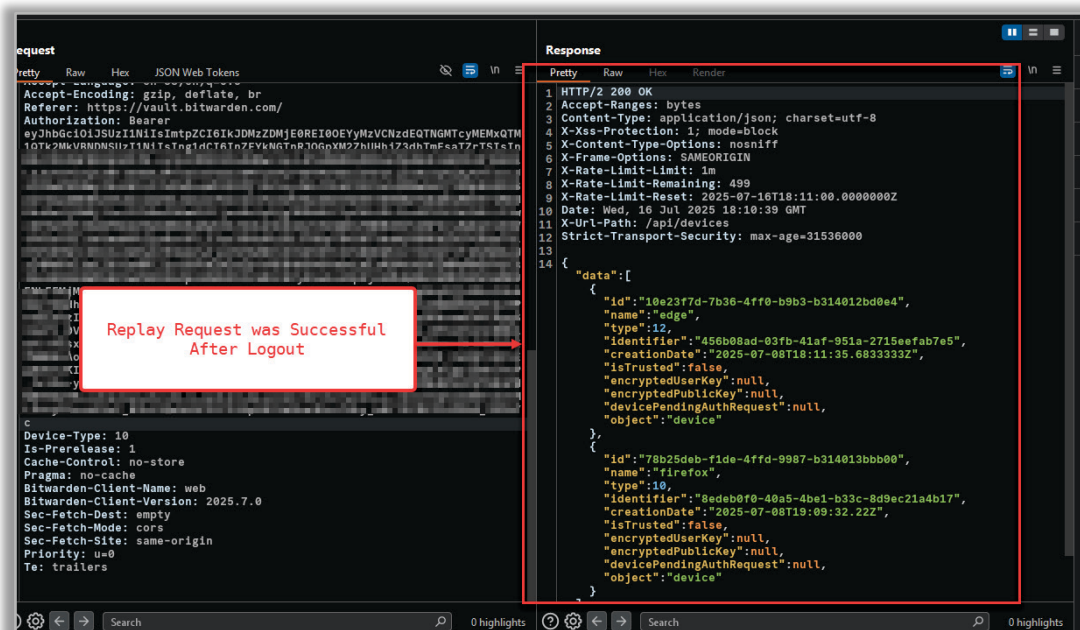 equest
Pretty Raw Hex JSON Web Tokens \n
Accept-Encoding: gzip, deflate, br
Referer: https://vault.bitwarden.com/
Authorization: Bearer
Replay Request was Successful
After Logout
c
Device-Type: 10
Is-Prerelease: 1
Cache-Control: no-store
Pragma: no-cache
Bitwarden-Client-Name: web
Bitwarden-Client-Version: 2025.7.0
Sec-Fetch-Dest: empty
Sec-Fetch-Mode: cors
Sec-Fetch-Site: same-origin
Priority: u=0
Te: trailers
Search
0 highlights
Response
Pretty Raw Hex Render \n
1 HTTP/2 200 OK
2 Accept-Ranges: bytes
3 Content-Type: application/json; charset=utf-8
4 X-Xss-Protection: 1; mode=block
5 X-Content-Type-Options: nosniff
6 X-Frame-Options: SAMEORIGIN
7 X-Rate-Limit-Limit: 1m
8 X-Rate-Limit-Remaining: 499
9 X-Rate-Limit-Reset: 2025-07-16T18:11:00.0000000Z
10 Date: Wed, 16 Jul 2025 18:10:39 GMT
11 X-Url-Path: /api/devices
12 Strict-Transport-Security: max-age=31536000
13
14 {
"data":[
{
"id":"10e23f7d-7b36-4ff0-b9b3-b314012bd0e4",
"name":"edge",
"type":12,
"identifier":"456b08ad-03fb-41af-951a-2715eefab7e5",
"creationDate":"2025-07-08T18:11:35.6833333Z",
"isTrusted":false,
"encryptedUserKey":null,
"encryptedPublicKey":null,
"devicePendingAuthRequest":null,
"object":"device"
},
{
"id":"78b25deb-f1de-4ffd-9987-b314013bbb00",
"name":"firefox",
"type":10,
"identifier":"8edeb0f0-40a5-4be1-b33c-8d9ec21a4b17",
"creationDate":"2025-07-08T19:09:32.22Z",
"isTrusted":false,
"encryptedUserKey":null,
"encryptedPublicKey":null,
"devicePendingAuthRequest":null,
"object":"device"
}
Search
0 highlights